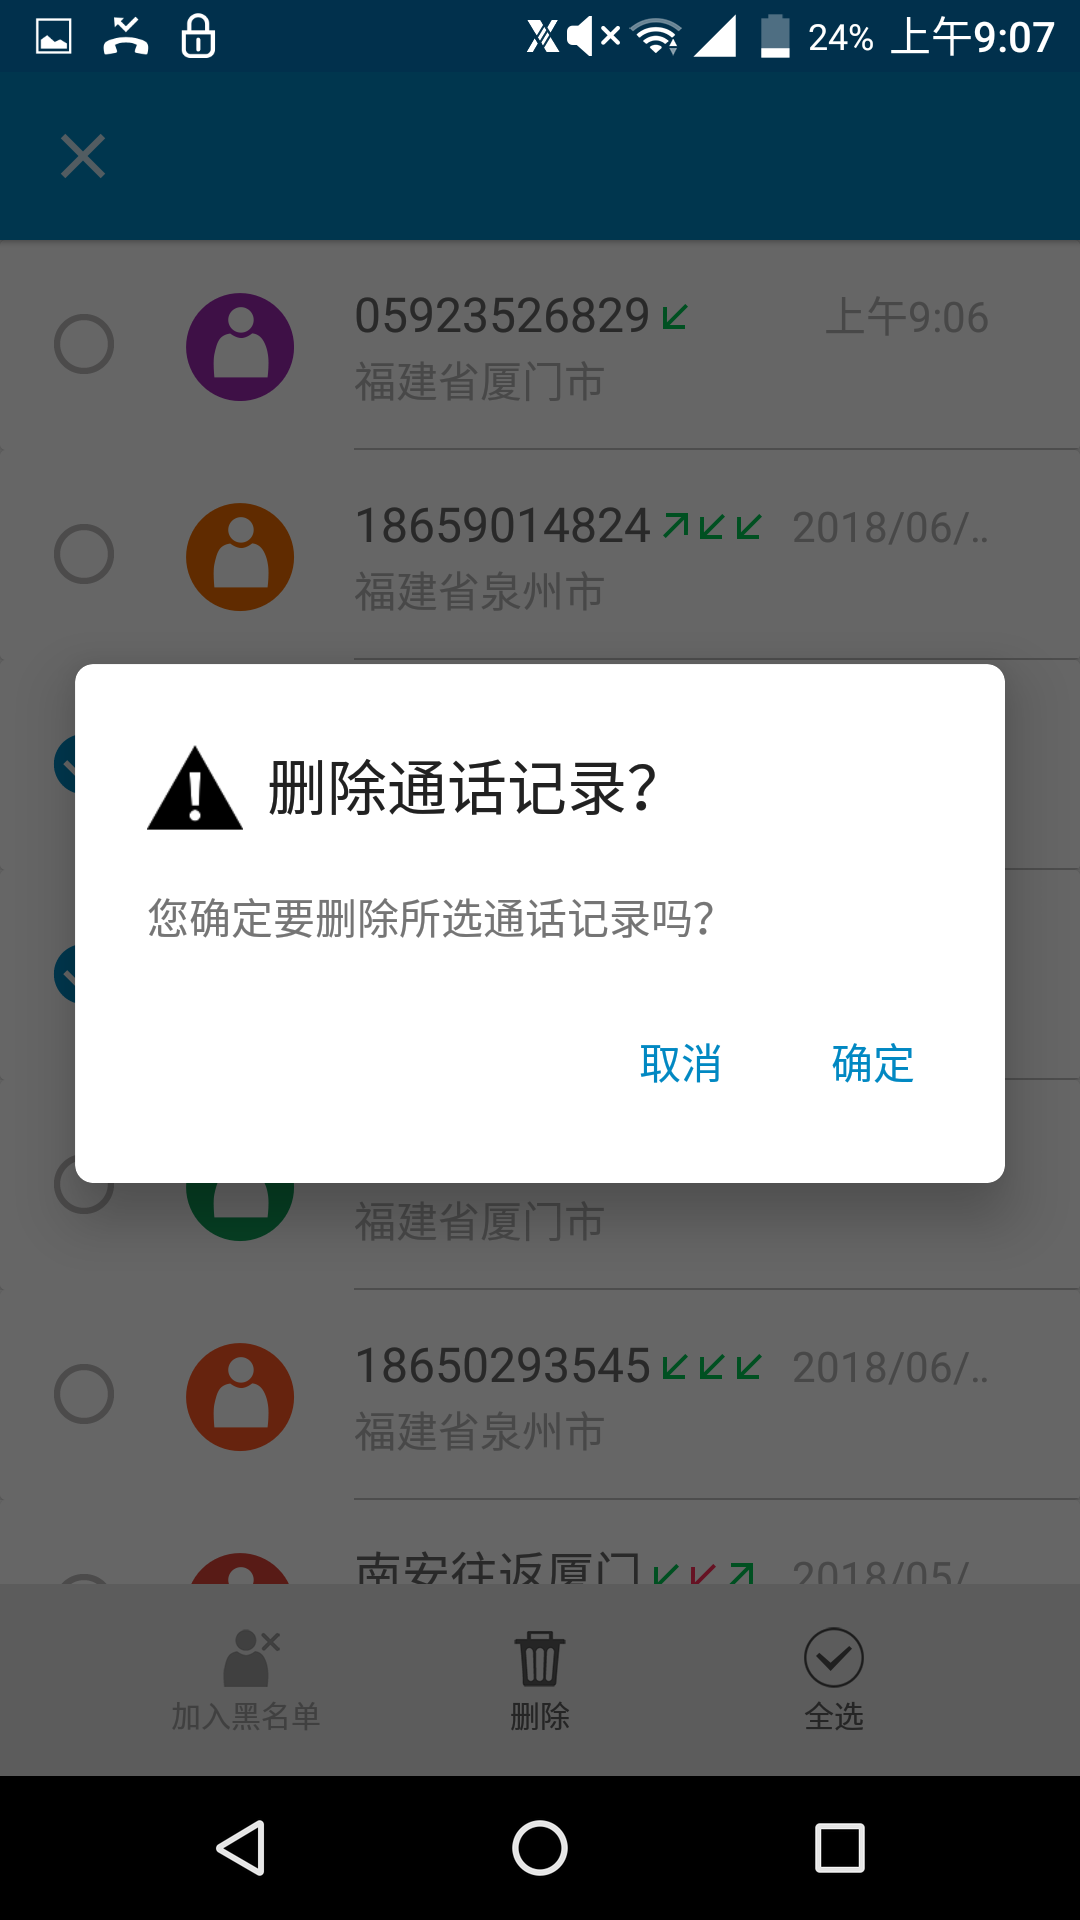 24% 上午9:07
05923526829 上午9:06
福建省厦门市
18659014824 2018/06/..
福建省泉州市
删除通话记录？
您确定要删除所选通话记录吗？
取消 确定
福建省厦门市
18650293545 2018/06/..
福建省泉州市
南安往返厦门 2018/05/
加入黑名单 删除 全选